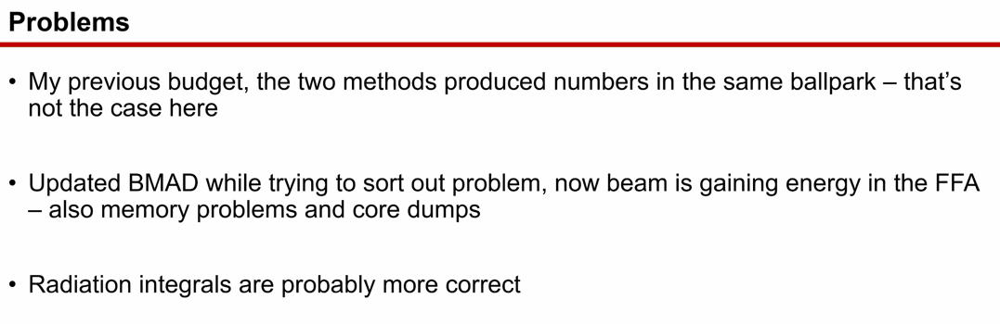 Problems
• My previous budget, the two methods produced numbers in the same ballpark – that’s
not the case here
• Updated BMAD while trying to sort out problem, now beam is gaining energy in the FFA
– also memory problems and core dumps
• Radiation integrals are probably more correct